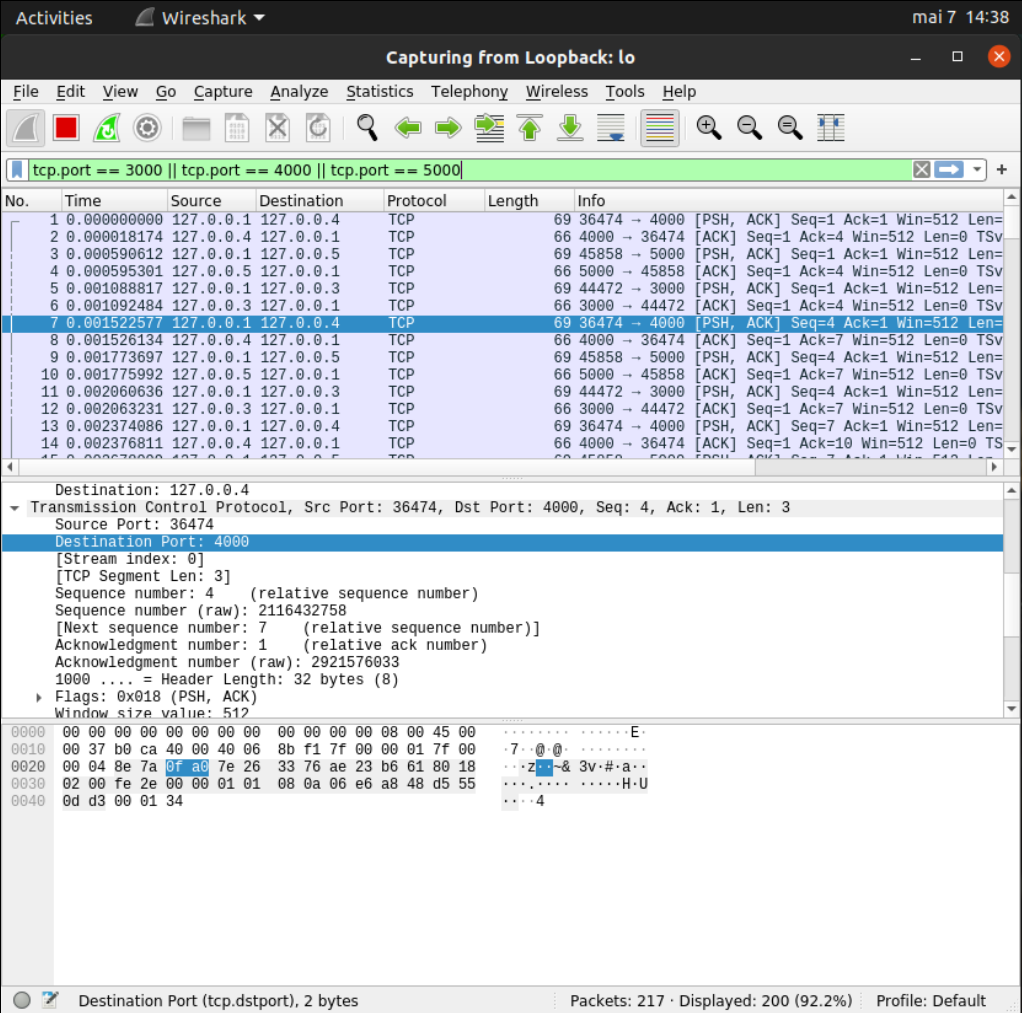 Activities Wireshark mai 7 14:38
Capturing from Loopback: lo
File Edit View Go Capture Analyze Statistics Telephony Wireless Tools Help
tcp.port == 3000 || tcp.port == 4000 || tcp.port == 5000
No. Time Source Destination Protocol Length Info
1 0.000000000 127.0.0.1 127.0.0.4 TCP 69 36474 → 4000 [PSH, ACK] Seq=1 Ack=1 Win=512 Len=
2 0.000018174 127.0.0.4 127.0.0.1 TCP 66 4000 → 36474 [ACK] Seq=1 Ack=4 Win=512 Len=0 TSv
3 0.000590612 127.0.0.1 127.0.0.5 TCP 69 45858 → 5000 [PSH, ACK] Seq=1 Ack=1 Win=512 Len=
4 0.000595301 127.0.0.5 127.0.0.1 TCP 66 5000 → 45858 [ACK] Seq=1 Ack=4 Win=512 Len=0 TSv
5 0.001088817 127.0.0.1 127.0.0.3 TCP 69 44472 → 3000 [PSH, ACK] Seq=1 Ack=1 Win=512 Len=
6 0.001092484 127.0.0.3 127.0.0.1 TCP 66 3000 → 44472 [ACK] Seq=1 Ack=4 Win=512 Len=0 TSv
7 0.001522577 127.0.0.1 127.0.0.4 TCP 69 36474 → 4000 [PSH, ACK] Seq=4 Ack=1 Win=512 Len=
8 0.001526134 127.0.0.4 127.0.0.1 TCP 66 4000 → 36474 [ACK] Seq=1 Ack=7 Win=512 Len=0 TSv
9 0.001773697 127.0.0.1 127.0.0.5 TCP 69 45858 → 5000 [PSH, ACK] Seq=4 Ack=1 Win=512 Len=
10 0.001775992 127.0.0.5 127.0.0.1 TCP 66 5000 → 45858 [ACK] Seq=1 Ack=7 Win=512 Len=0 TSv
11 0.002060636 127.0.0.1 127.0.0.3 TCP 69 44472 → 3000 [PSH, ACK] Seq=4 Ack=1 Win=512 Len=
12 0.002063231 127.0.0.3 127.0.0.1 TCP 66 3000 → 44472 [ACK] Seq=1 Ack=7 Win=512 Len=0 TSv
13 0.002374086 127.0.0.1 127.0.0.4 TCP 69 36474 → 4000 [PSH, ACK] Seq=7 Ack=1 Win=512 Len=
14 0.002376811 127.0.0.4 127.0.0.1 TCP 66 4000 → 36474 [ACK] Seq=1 Ack=10 Win=512 Len=0 TS
Destination: 127.0.0.4
Transmission Control Protocol, Src Port: 36474, Dst Port: 4000, Seq: 4, Ack: 1, Len: 3
Source Port: 36474
Destination Port: 4000
[Stream index: 0]
[TCP Segment Len: 3]
Sequence number: 4 (relative sequence number)
Sequence number (raw): 2116432758
[Next sequence number: 7 (relative sequence number)]
Acknowledgment number: 1 (relative ack number)
Acknowledgment number (raw): 2921576033
1000 .... = Header Length: 32 bytes (8)
Flags: 0x018 (PSH, ACK)
Window size value: 512
0000 00 00 00 00 00 00 00 00 00 00 00 00 08 00 45 00 ········ ······E·
0010 00 37 b0 ca 40 00 40 06 8b f1 7f 00 00 01 7f 00 ·7··@·@· ········
0020 00 04 8e 7a 0f a0 7e 26 33 76 ae 23 b6 61 80 18 ···z··~& 3v·#·a··
0030 02 00 fe 2e 00 00 01 01 08 0a 06 e6 a8 48 d5 55 ···.···· ·····H·U
0040 0d d3 00 01 34 ····4
Destination Port (tcp.dstport), 2 bytes Packets: 217 · Displayed: 200 (92.2%) Profile: Default